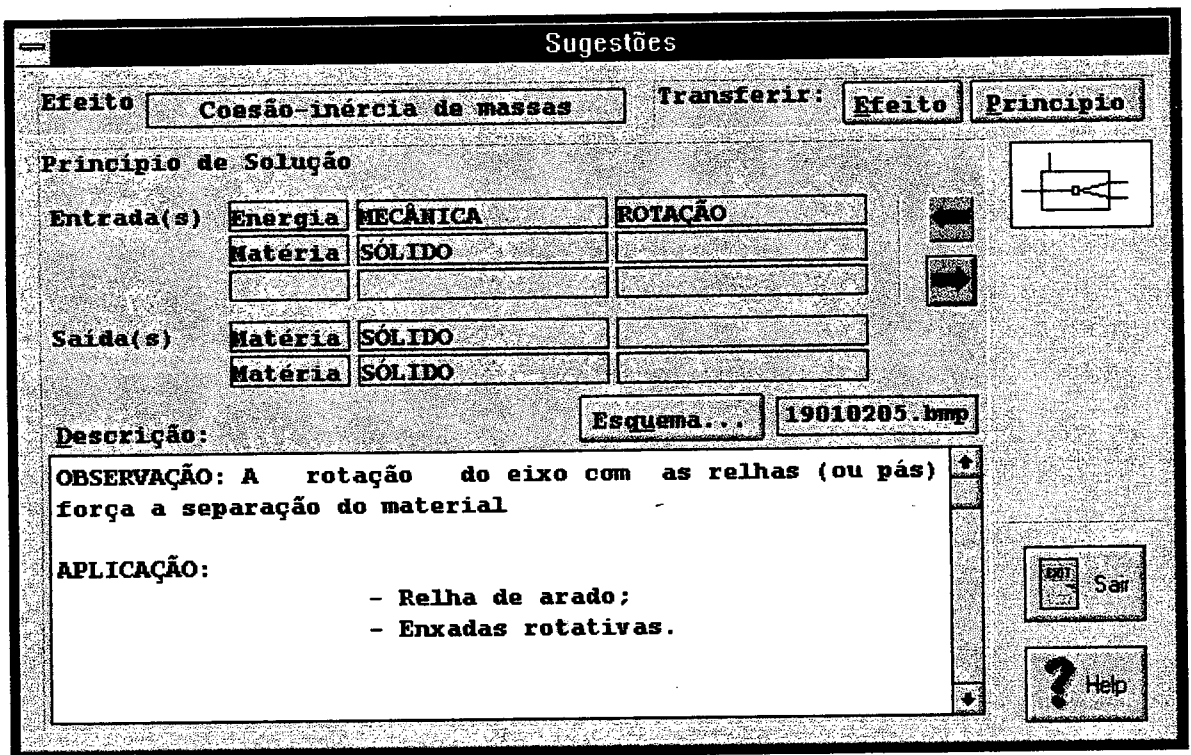 Sugestões
Efeito Coesão-inércia de massas Transferir: Efeito Princípio
Princípio de Solução
Entrada(s) Energia MECÂNICA ROTAÇÃO
Matéria SÓLIDO
Saída(s) Matéria SÓLIDO
Matéria SÓLIDO
Esquema... 19010205.bmp
Descrição:
OBSERVAÇÃO: A rotação do eixo com as relhas (ou pás)
força a separação do material
APLICAÇÃO:
- Relha de arado;
- Enxadas rotativas.
EXIT Sair
? Help